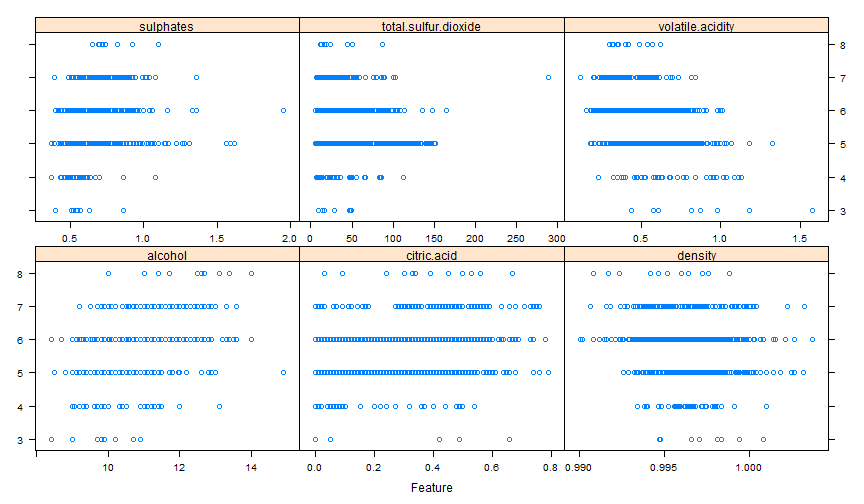 sulphates total.sulfur.dioxide volatile.acidity
8
7
6
5
4
3
0.5 1.0 1.5 2.0 0 50 100 150 200 250 300 0.5 1.0 1.5
alcohol citric.acid density
8
7
6
5
4
3
10 12 14 0.0 0.2 0.4 0.6 0.8 0.990 0.995 1.000
Feature